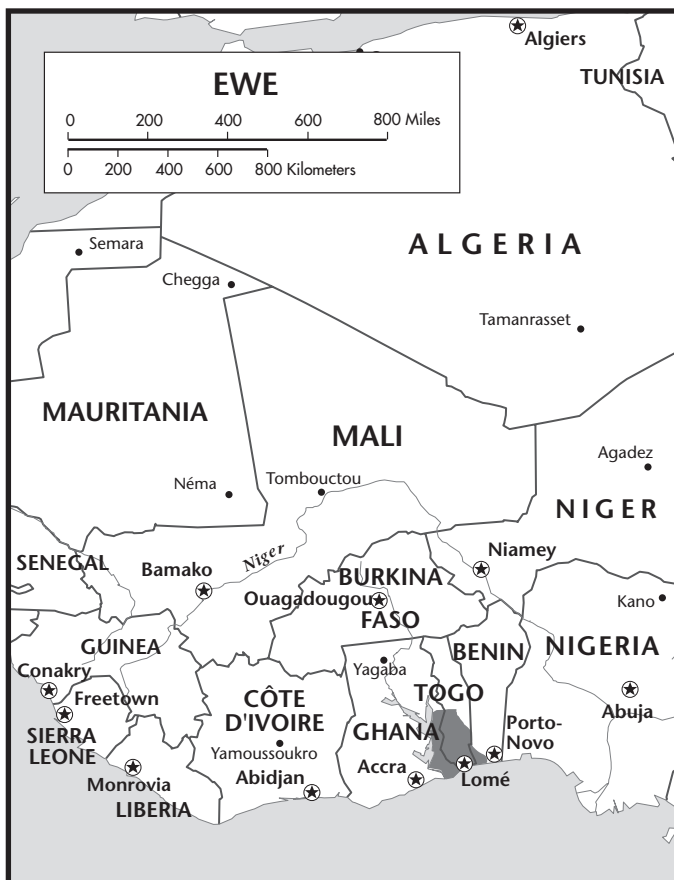 Algiers
TUNISIA
EWE
0 200 400 600 800 Miles
0 200 400 600 800 Kilometers
Semara
ALGERIA
Chegga
Tamanrasset
MAURITANIA
MALI
Agadez
Néma
Tombouctou
NIGER
Niger
SENEGAL
Bamako
Niamey
BURKINA
Ouagadougou
FASO
Kano
GUINEA
BENIN
NIGERIA
Yagaba
Conakry
TOGO
Freetown
CÔTE
D'IVOIRE
Abuja
GHANA
Porto-
Novo
SIERRA
LEONE
Yamoussoukro
Accra
Lomé
Monrovia
Abidjan
LIBERIA